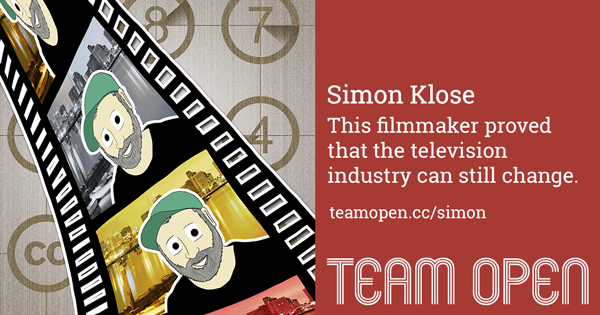 8
7
4
cc
Simon Klose
This filmmaker proved
that the television
industry can still change.
teamopen.cc/simon
TEAM OPEN